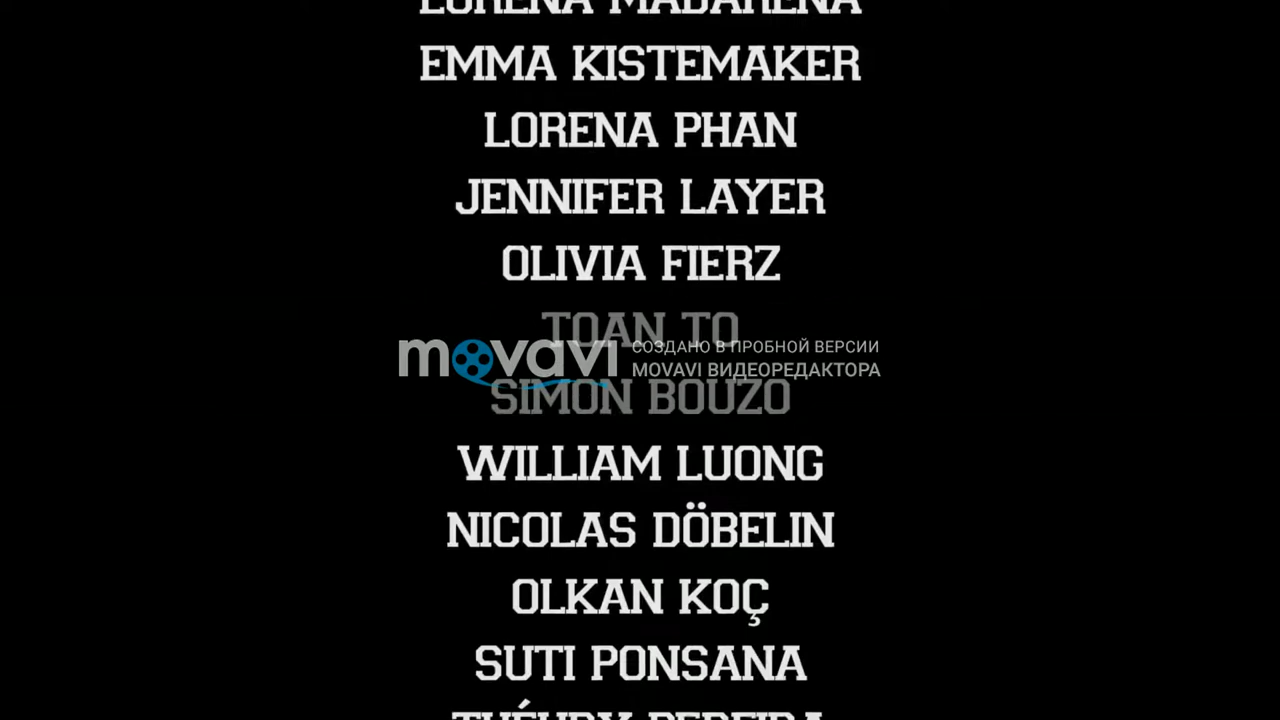 LORENA MADARENA
EMMA KISTEMAKER
LORENA PHAN
JENNIFER LAYER
OLIVIA FIERZ
TOAN TO
movavi
СОЗДАНО В ПРОБНОЙ ВЕРСИИ
MOVAVI ВИДЕОРЕДАКТОРА
SIMON BOUZO
WILLIAM LUONG
NICOLAS DÖBELIN
OLKAN KOÇ
SUTI PONSANA
PEREIRA